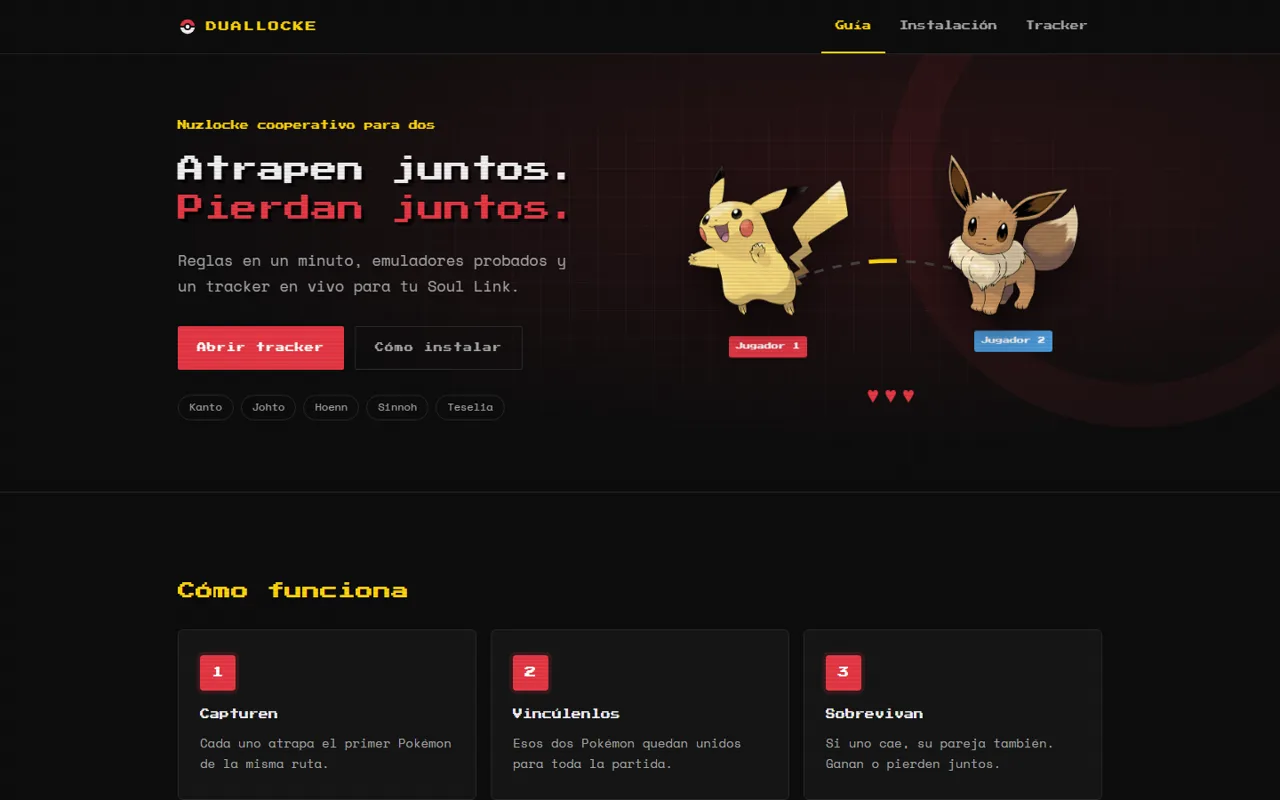 DUALLOCKE
Guía Instalación Tracker
Nuzlocke cooperativo para dos
Atrapen juntos.
Pierdan juntos.
Reglas en un minuto, emuladores probados y
un tracker en vivo para tu Soul Link.
Abrir tracker
Cómo instalar
Kanto Johto Hoenn Sinnoh Teselia
Jugador 1
Jugador 2
Cómo funciona
1
Capturen
Cada uno atrapa el primer Pokémon
de la misma ruta.
2
Vincúlenlos
Esos dos Pokémon quedan unidos
para toda la partida.
3
Sobrevivan
Si uno cae, su pareja también.
Ganan o pierden juntos.